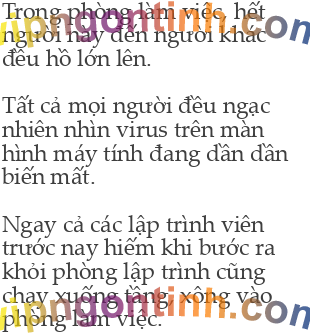 Trong phòng làm việc, hết
người này đến người khác
đều hồ lớn lên.
Tất cả mọi người đều ngạc
nhiên nhìn virus trên màn
hình máy tính đang dần dần
biến mất.
Ngay cả các lập trình viên
trước nay hiếm khi bước ra
khỏi phòng lập trình cũng
chạy xuống tầng, xông vào
phòng làm việc.
vipngontinh.com
vipngontinh.com